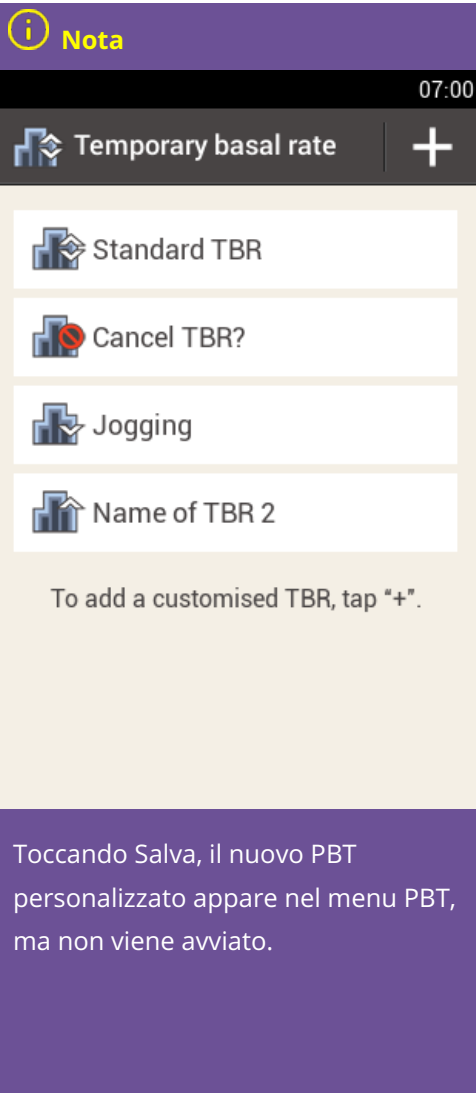 Nota
07:00
Temporary basal rate
Standard TBR
Cancel TBR?
Jogging
Name of TBR 2
To add a customised TBR, tap “+”.
Toccando Salva, il nuovo PBT
personalizzato appare nel menu PBT,
ma non viene avviato.